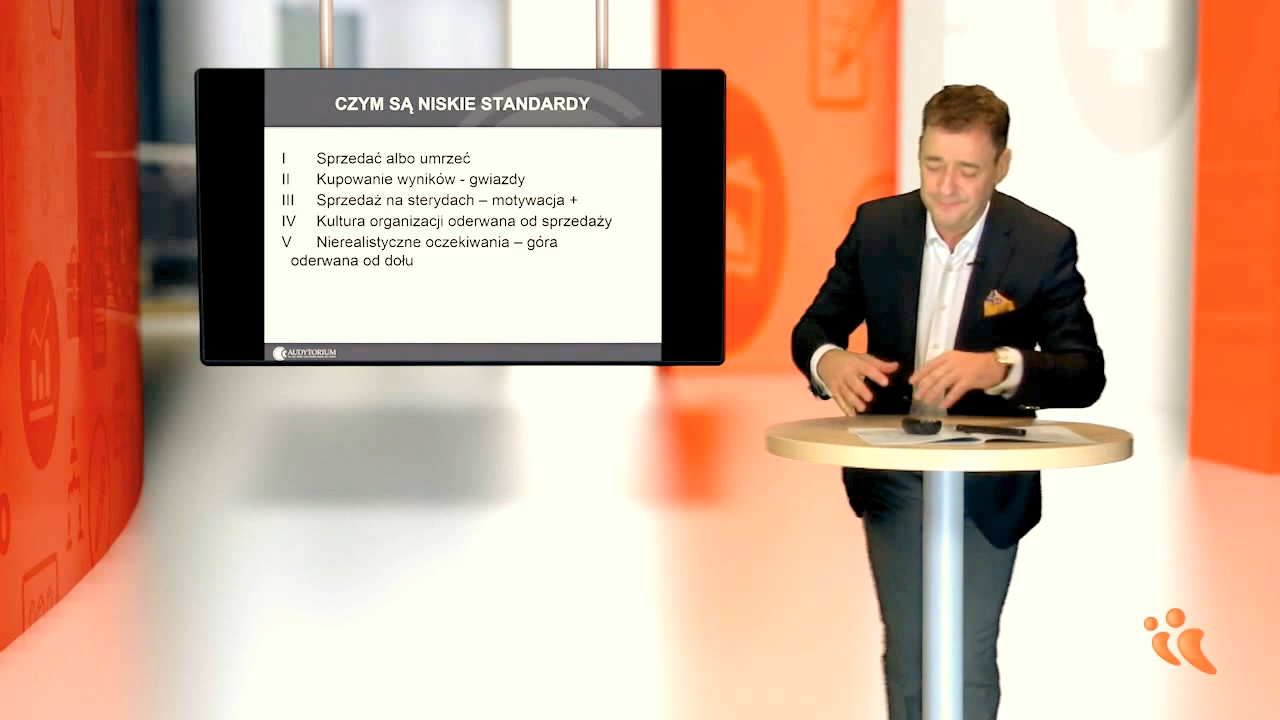 CZYM SĄ NISKIE STANDARDY
I Sprzedać albo umrzeć
II Kupowanie wyników - gwiazdy
III Sprzedaż na sterydach – motywacja +
IV Kultura organizacji oderwana od sprzedaży
V Nierealistyczne oczekiwania – góra
oderwana od dołu
AUDYTORIUM